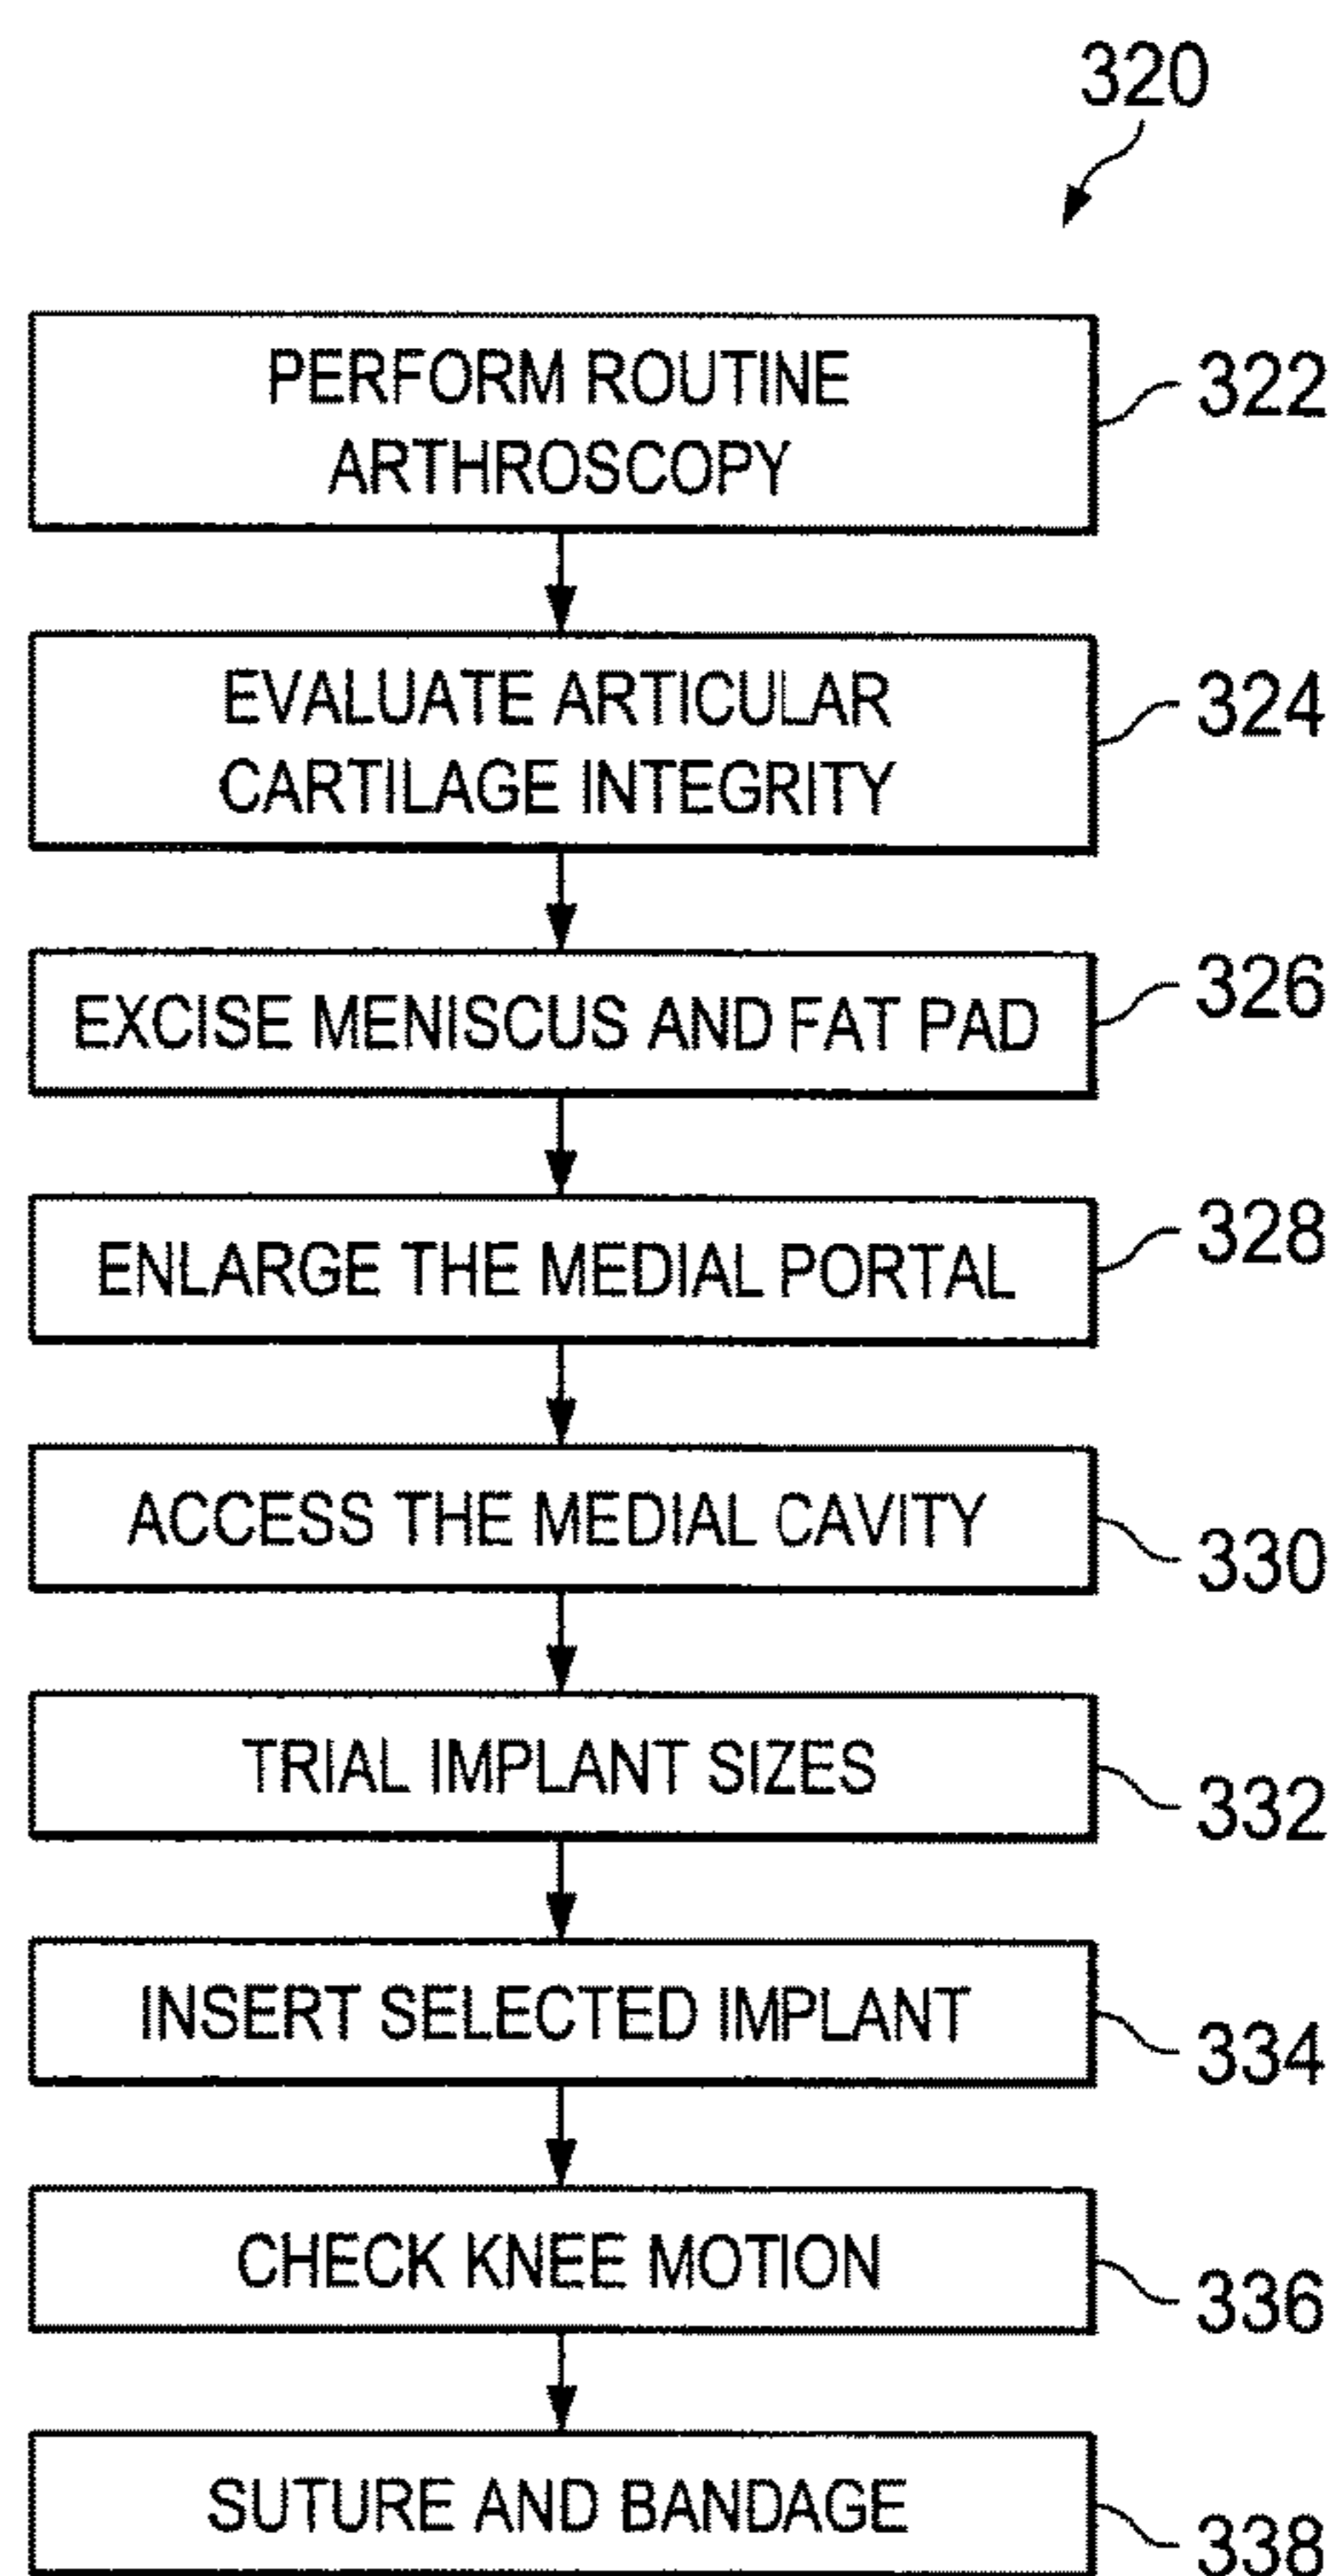 320
PERFORM ROUTINE
ARTHROSCOPY
322
EVALUATE ARTICULAR
CARTILAGE INTEGRITY
324
EXCISE MENISCUS AND FAT PAD
326
ENLARGE THE MEDIAL PORTAL
328
ACCESS THE MEDIAL CAVITY
330
TRIAL IMPLANT SIZES
332
INSERT SELECTED IMPLANT
334
CHECK KNEE MOTION
336
SUTURE AND BANDAGE
338